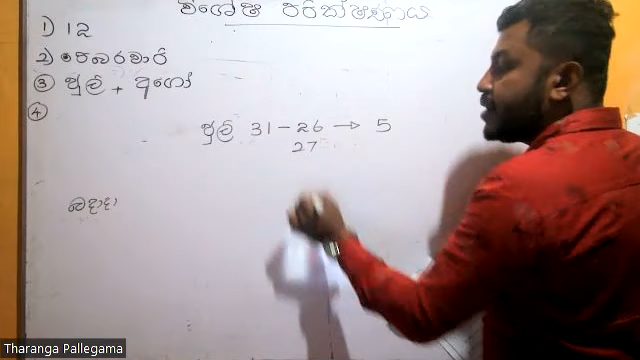 විශේෂ පරීක්ෂණය
1) 12
2) පෙබරවාරි
③ ජුලි + අගෝ
④
ජුලි 31 - 26 → 5
27
බදාදා
Tharanga Pallegama